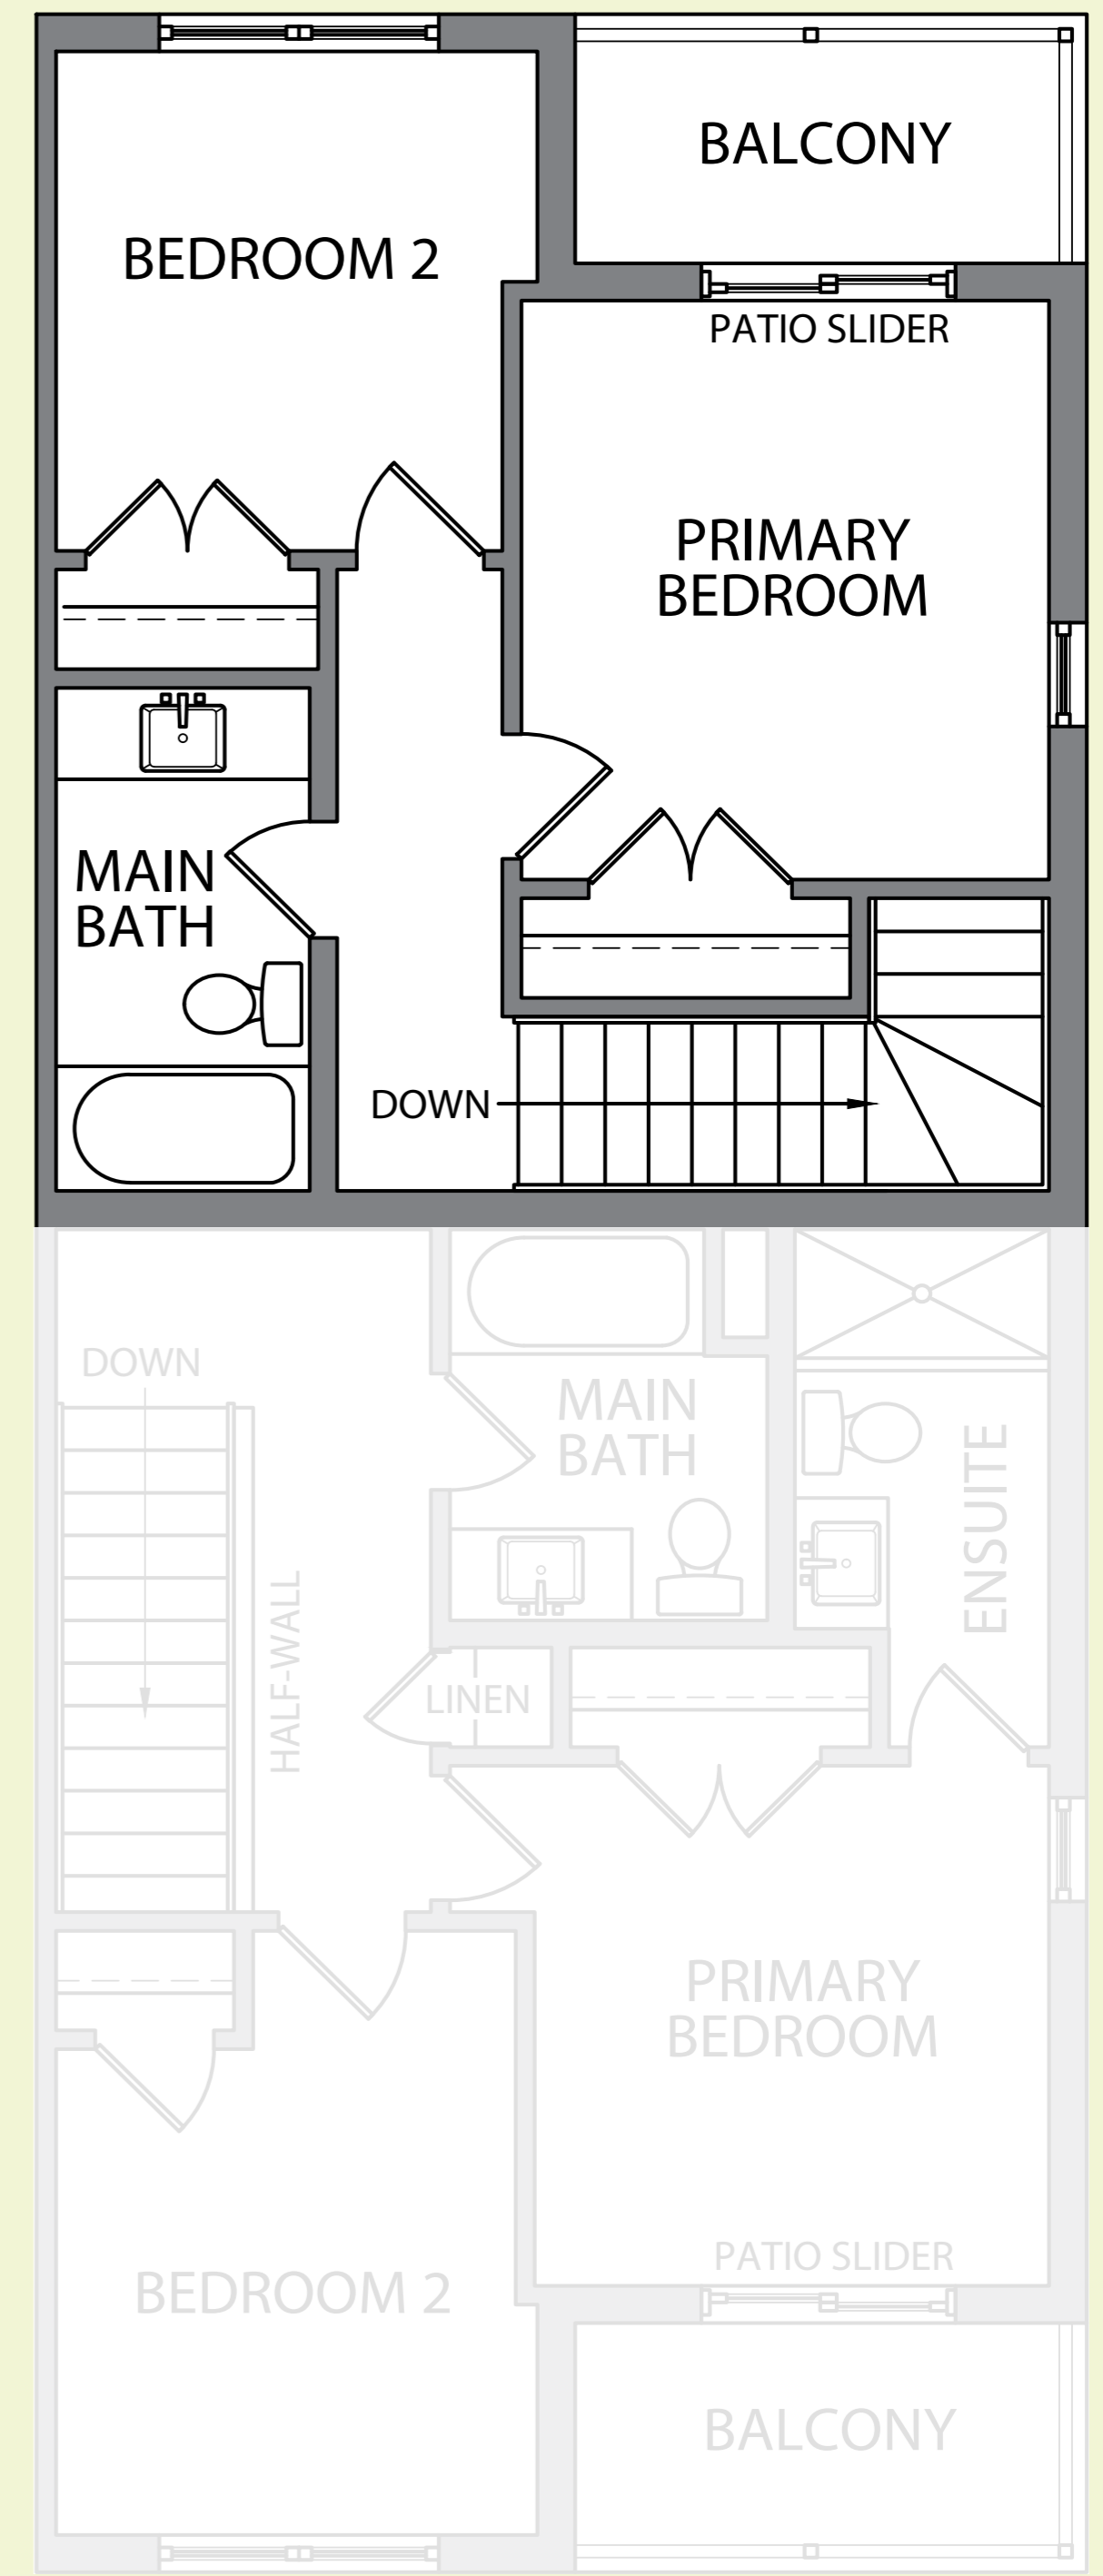 BALCONY
BEDROOM 2
PATIO SLIDER
PRIMARY
BEDROOM
MAIN
BATH
DOWN
DOWN
MAIN
BATH
ENSUITE
HALF-WALL
LINEN
PRIMARY
BEDROOM
PATIO SLIDER
BEDROOM 2
BALCONY